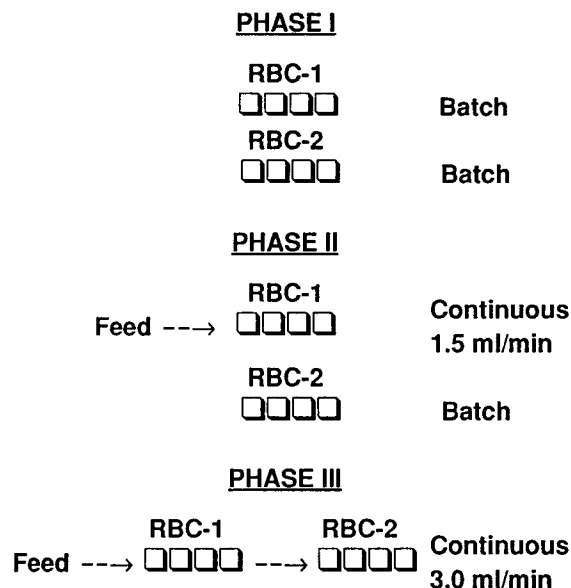 PHASE I
RBC-1
Batch
RBC-2
Batch
PHASE II
RBC-1
Feed
Continuous
1.5 ml/min
RBC-2
Batch
PHASE III
RBC-1 RBC-2
Feed
Continuous
3.0 ml/min